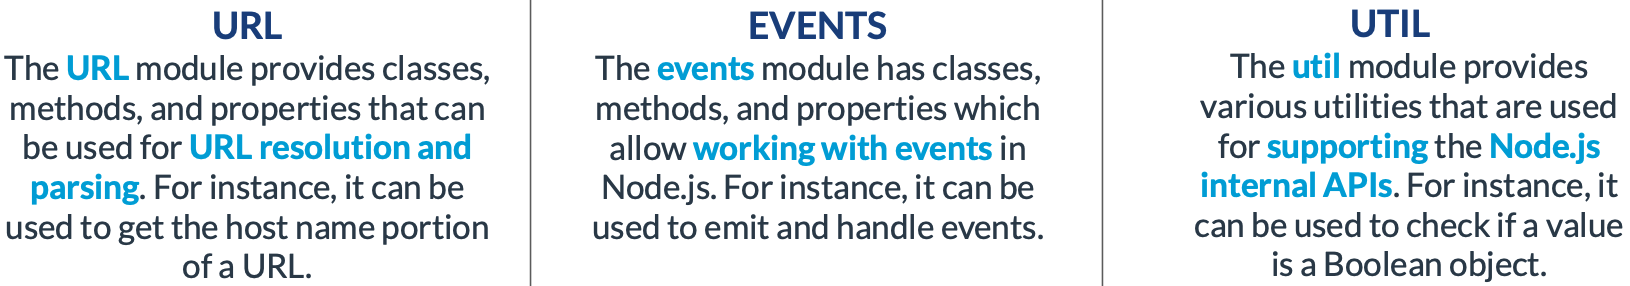 URL
The URL module provides classes,
methods, and properties that can
be used for URL resolution and
parsing. For instance, it can be
used to get the host name portion
of a URL.
EVENTS
The events module has classes,
methods, and properties which
allow working with events in
Node.js. For instance, it can be
used to emit and handle events.
UTIL
The util module provides
various utilities that are used
for supporting the Node.js
internal APIs. For instance, it
can be used to check if a value
is a Boolean object.